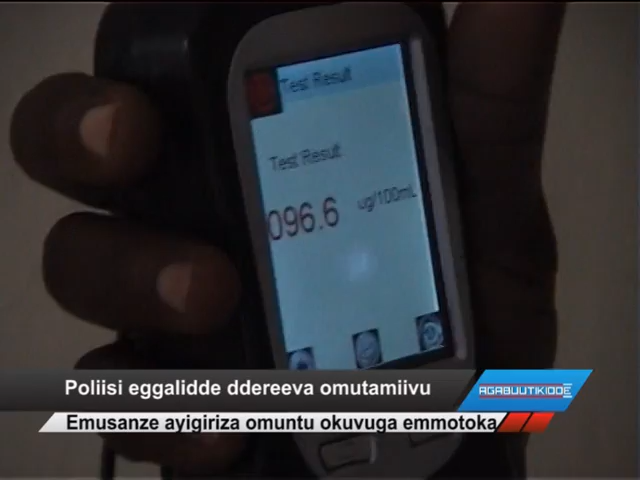 Test Result
Test Result
096.6 ug/100mL
Poliisi eggalidde ddereeva omutamiivu
AGABUUTIKIDDE
Emusanze ayigiriza omuntu okuvuga emmotoka